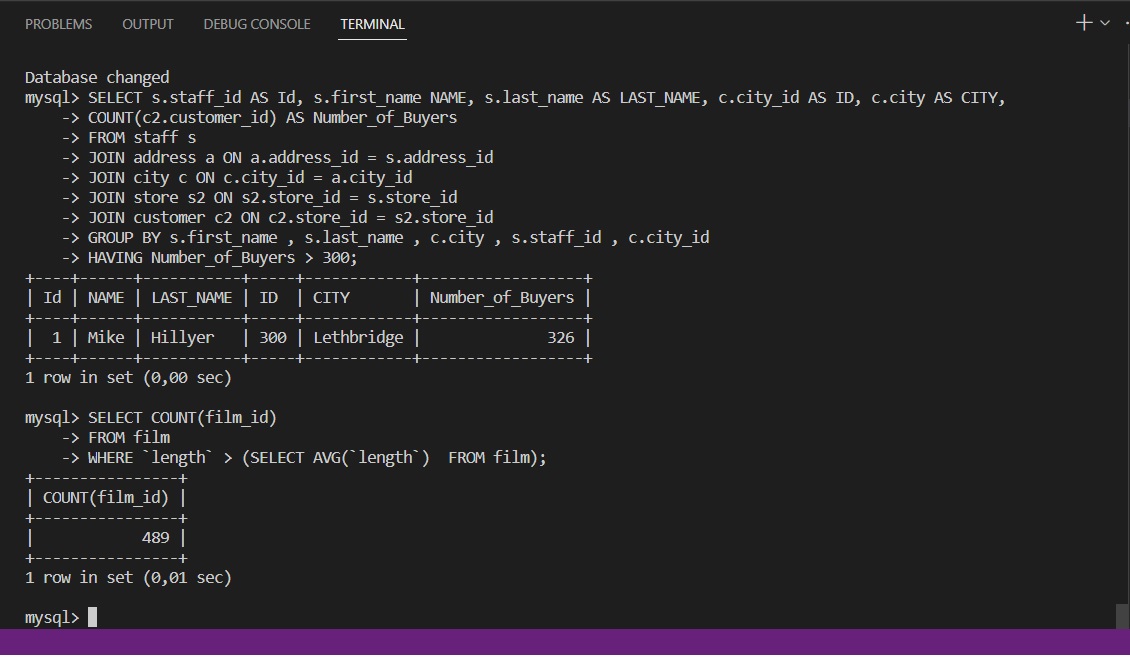 PROBLEMS OUTPUT DEBUG CONSOLE TERMINAL
Database changed
mysql> SELECT s.staff_id AS Id, s.first_name NAME, s.last_name AS LAST_NAME, c.city_id AS ID, c.city AS CITY,
    -> COUNT(c2.customer_id) AS Number_of_Buyers
    -> FROM staff s
    -> JOIN address a ON a.address_id = s.address_id
    -> JOIN city c ON c.city_id = a.city_id
    -> JOIN store s2 ON s2.store_id = s.store_id
    -> JOIN customer c2 ON c2.store_id = s2.store_id
    -> GROUP BY s.first_name , s.last_name , c.city , s.staff_id , c.city_id
    -> HAVING Number_of_Buyers > 300;
+----+------+-----------+-----+------------+------------------+
| Id | NAME | LAST_NAME | ID  | CITY       | Number_of_Buyers |
+----+------+-----------+-----+------------+------------------+
|  1 | Mike | Hillyer   | 300 | Lethbridge |              326 |
+----+------+-----------+-----+------------+------------------+
1 row in set (0,00 sec)
mysql> SELECT COUNT(film_id)
    -> FROM film
    -> WHERE `length` > (SELECT AVG(`length`)  FROM film);
+----------------+
| COUNT(film_id) |
+----------------+
|            489 |
+----------------+
1 row in set (0,01 sec)
mysql>